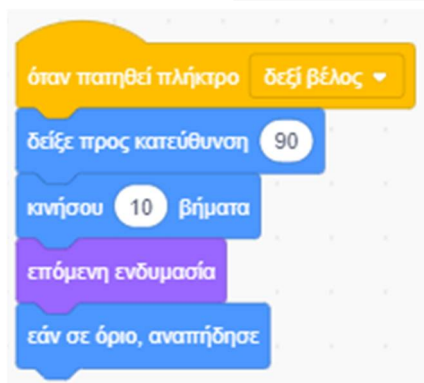 όταν πατηθεί πλήκτρο δεξί βέλος
δείξε προς κατεύθυνση 90
κινήσου 10 βήματα
επόμενη ενδυμασία
εάν σε όριο, αναπήδησε